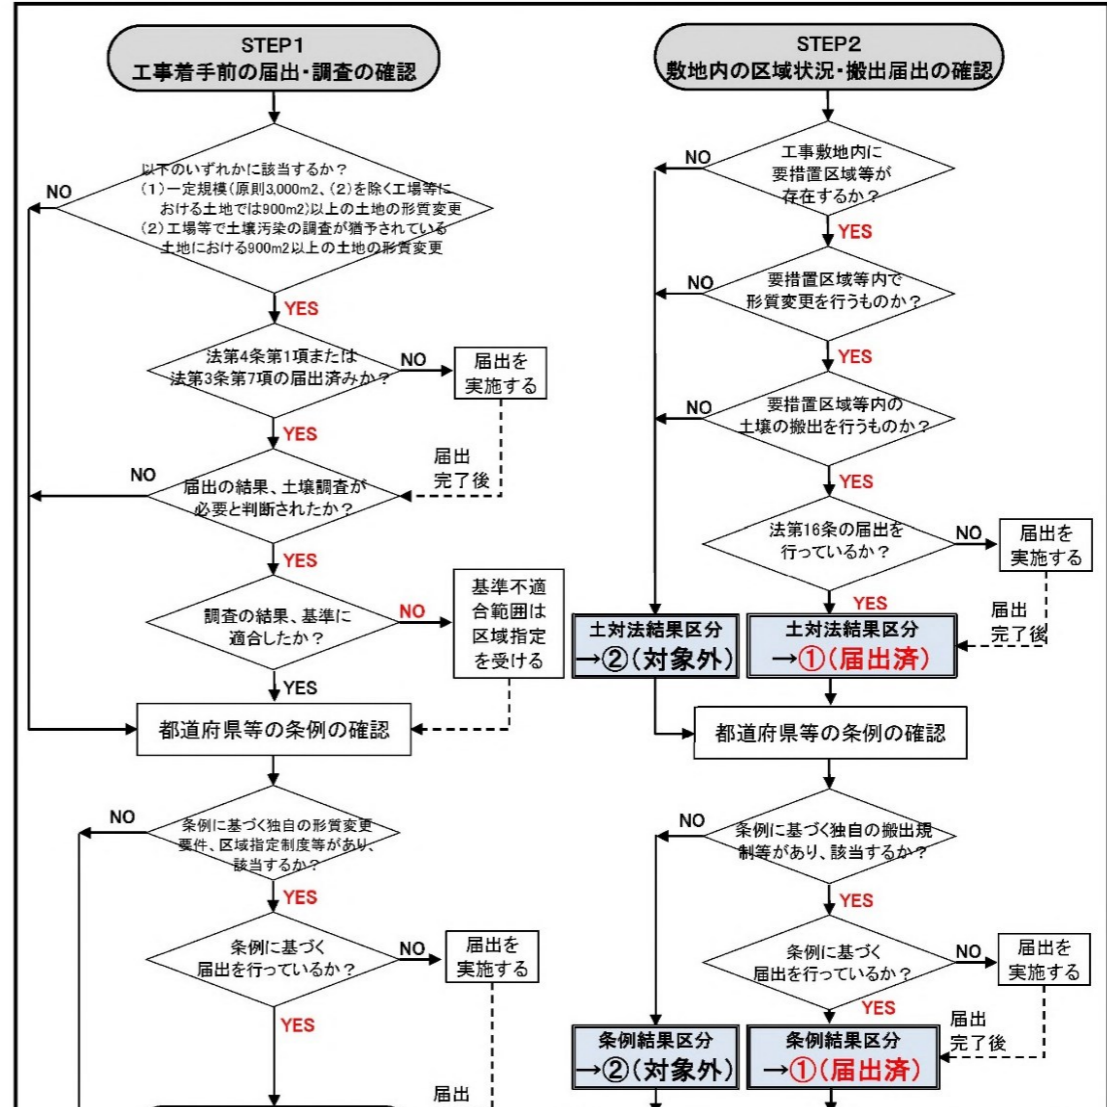 STEP1
工事着手前の届出・調査の確認
以下のいずれかに該当するか？
(1)一定規模(原則3,000m2、(2)を除く工場等に
おける土地では900m2)以上の土地の形質変更
(2)工場等で土壌汚染の調査が猶予されている
土地における900m2以上の土地の形質変更
NO
YES
法第4条第1項または
法第3条第7項の届出済みか？
NO
届出を
実施する
YES
届出
完了後
NO
届出の結果、土壌調査が
必要と判断されたか？
YES
調査の結果、基準に
適合したか？
NO
基準不適
合範囲は
区域指定
を受ける
YES
都道府県等の条例の確認
NO
条例に基づく独自の形質変更
要件、区域指定制度等があり、
該当するか？
YES
条例に基づく
届出を行っているか？
NO
届出を
実施する
YES
届出
STEP2
敷地内の区域状況・搬出届出の確認
NO
工事敷地内に
要措置区域等が
存在するか？
YES
NO
要措置区域等内で
形質変更を行うものか？
YES
NO
要措置区域等内の
土壌の搬出を行うものか？
YES
法第16条の届出を
行っているか？
NO
届出を
実施する
YES
届出
完了後
土対法結果区分
→②(対象外)
土対法結果区分
→①(届出済)
都道府県等の条例の確認
NO
条例に基づく独自の搬出規
制等があり、該当するか？
YES
条例に基づく
届出を行っているか？
NO
届出を
実施する
YES
届出
完了後
条例結果区分
→②(対象外)
条例結果区分
→①(届出済)